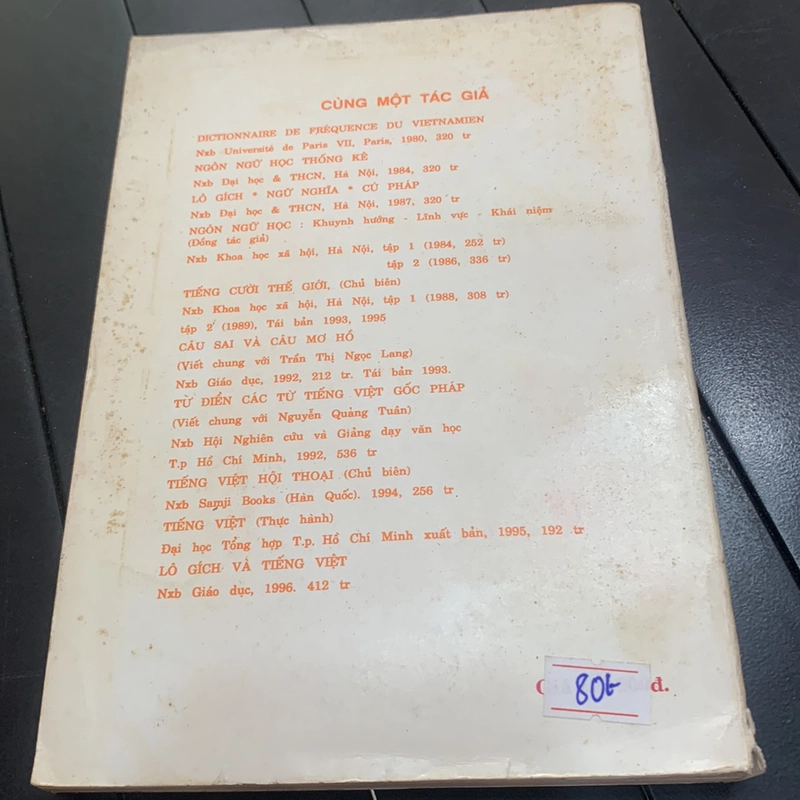 CÙNG MỘT TÁC GIẢ
DICTIONNAIRE DE FRÉQUENCE DU VIETNAMIEN
Nxb Université de Paris VII, Paris, 1980, 320 tr
NGÔN NGỮ HỌC THỐNG KÊ
Nxb Đại học & THCN, Hà Nội, 1984, 320 tr
LÔ GÍCH * NGỮ NGHĨA * CÚ PHÁP
Nxb Đại học & THCN, Hà Nội, 1987, 320 tr
NGÔN NGỮ HỌC : Khuynh hướng - Lĩnh vực - Khái niệm
(Đồng tác giả)
Nxb Khoa học xã hội, Hà Nội, tập 1 (1984, 252 tr)
tập 2 (1986, 336 tr)
TIẾNG CƯỜI THẾ GIỚI, (Chủ biên)
Nxb Khoa học xã hội, Hà Nội, tập 1 (1988, 308 tr)
tập 2 (1989), Tái bản 1993, 1995
CÂU SAI VÀ CÂU MƠ HỒ
(Viết chung với Trần Thị Ngọc Lang)
Nxb Giáo dục, 1992, 212 tr. Tái bản 1993.
TỪ ĐIỂN CÁC TỪ TIẾNG VIỆT GỐC PHÁP
(Viết chung với Nguyễn Quảng Tuân)
Nxb Hội Nghiên cứu và Giảng dạy văn học
T.p Hồ Chí Minh, 1992, 536 tr
TIẾNG VIỆT HỘI THOẠI (Chủ biên)
Nxb Samji Books (Hàn Quốc). 1994, 256 tr
TIẾNG VIỆT (Thực hành)
Đại học Tổng hợp T.p. Hồ Chí Minh xuất bản, 1995, 192 tr
LÔ GÍCH VÀ TIẾNG VIỆT
Nxb Giáo dục, 1996. 412 tr
80t đ.